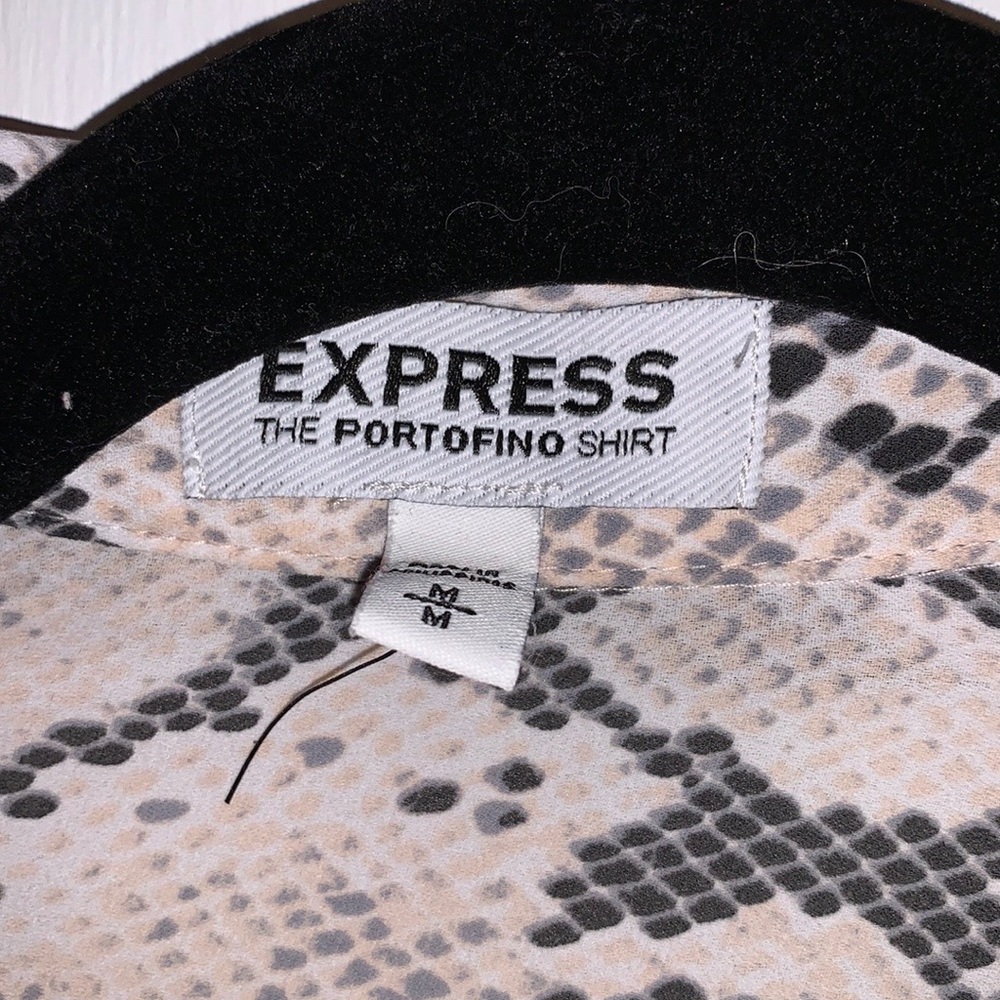 EXPRESS
THE PORTOFINO SHIRT
M
M